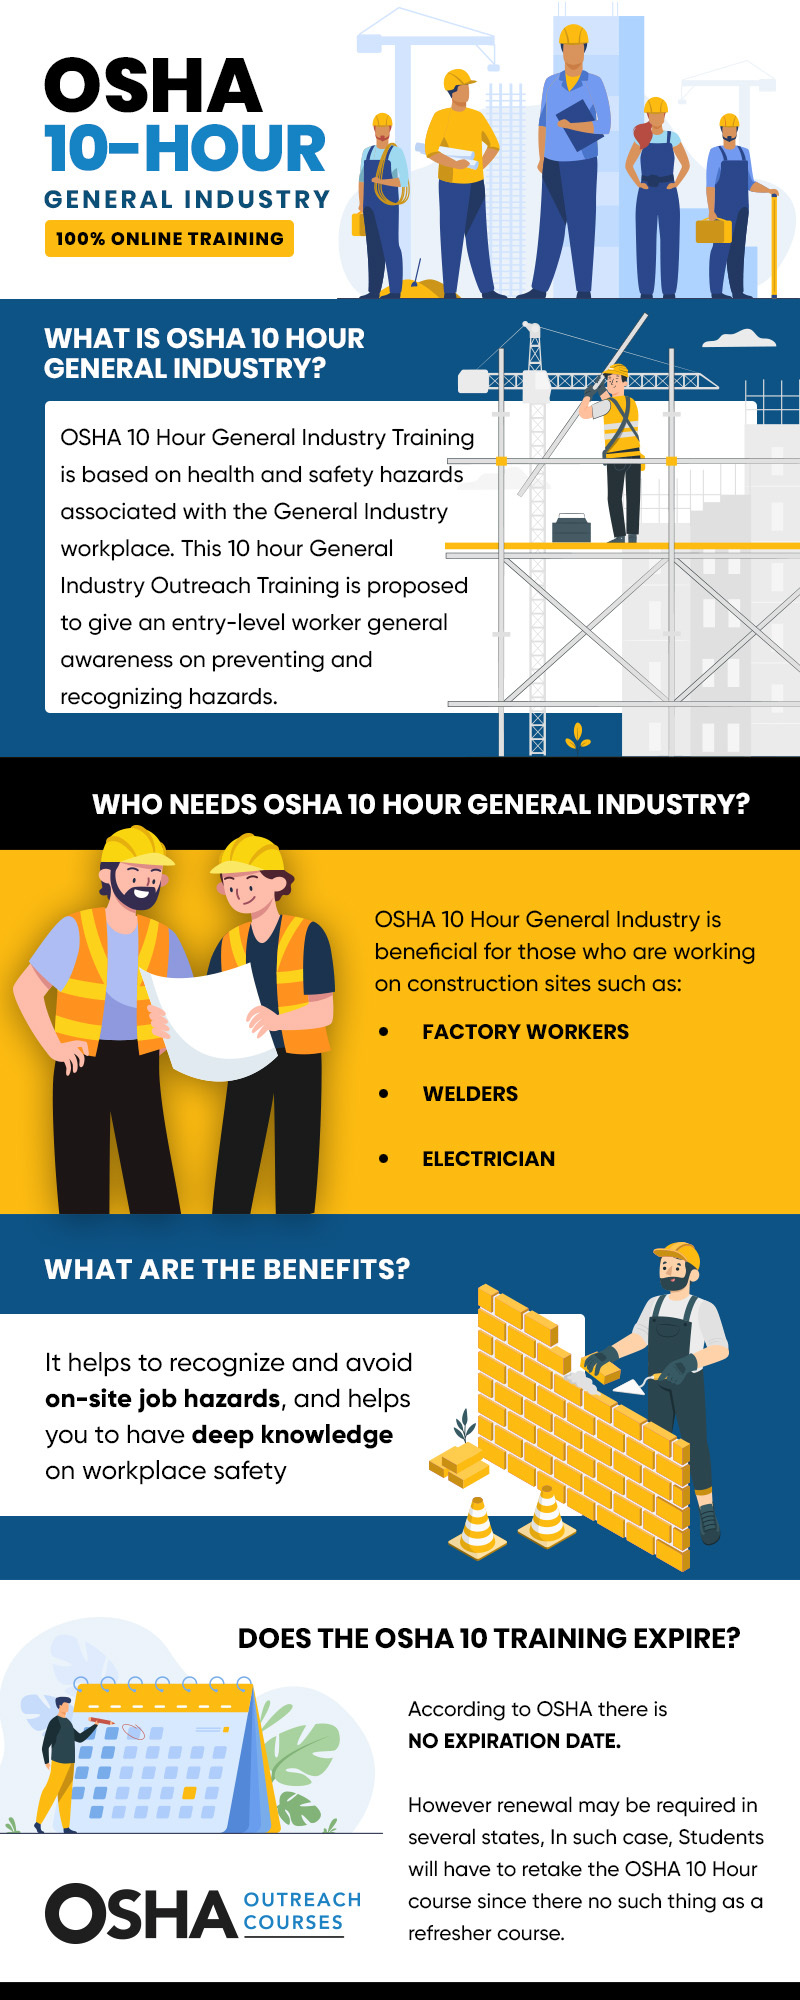 OSHA
10-HOUR
GENERAL INDUSTRY
100% ONLINE TRAINING
WHAT IS OSHA 10 HOUR
GENERAL INDUSTRY?
OSHA 10 Hour General Industry Training
is based on health and safety hazards
associated with the General Industry
workplace. This 10 hour General
Industry Outreach Training is proposed
to give an entry-level worker general
awareness on preventing and
recognizing hazards.
WHO NEEDS OSHA 10 HOUR GENERAL INDUSTRY?
OSHA 10 Hour General Industry is
beneficial for those who are working
on construction sites such as:
• FACTORY WORKERS
• WELDERS
• ELECTRICIAN
WHAT ARE THE BENEFITS?
It helps to recognize and avoid
on-site job hazards, and helps
you to have deep knowledge
on workplace safety
DOES THE OSHA 10 TRAINING EXPIRE?
According to OSHA there is
NO EXPIRATION DATE.
However renewal may be required in
several states, In such case, Students
will have to retake the OSHA 10 Hour
course since there no such thing as a
refresher course.
OSHA OUTREACH
COURSES